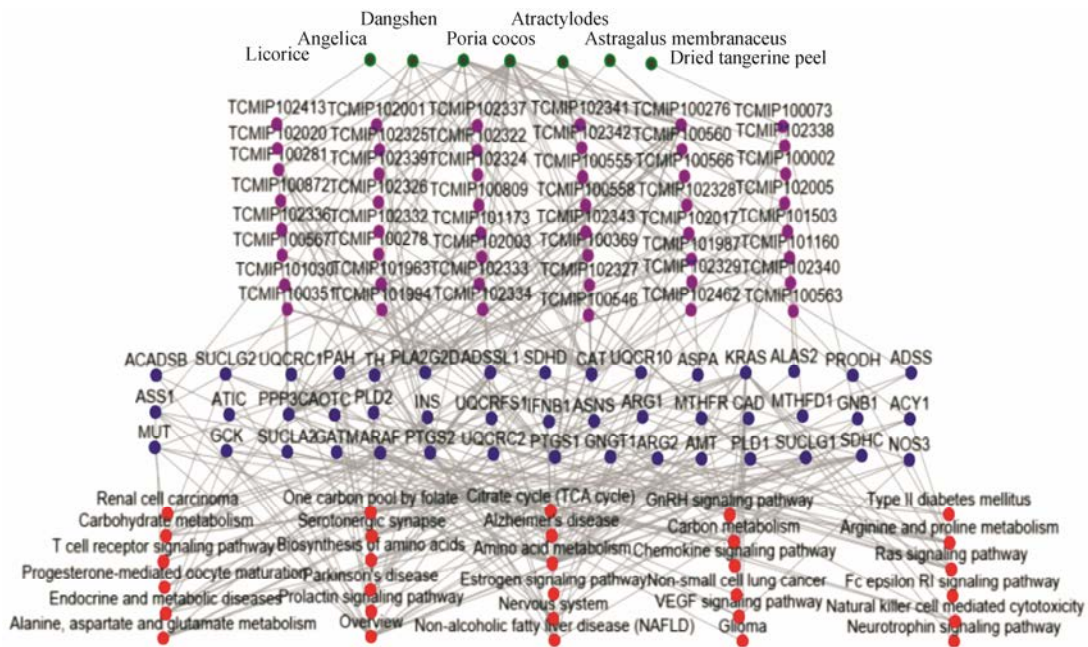 Dangshen Atractylodes
Angelica Poria cocos Astragalus membranaceus
Licorice Dried tangerine peel
TCMIP102413 TCMIP102001 TCMIP102337 TCMIP102341 TCMIP100276 TCMIP100073
TCMIP102020 TCMIP102325 TCMIP102322 TCMIP102342 TCMIP100560 TCMIP102338
TCMIP100281 TCMIP102339 TCMIP102324 TCMIP100555 TCMIP100566 TCMIP100002
TCMIP100872 TCMIP102326 TCMIP100809 TCMIP100558 TCMIP102328 TCMIP102005
TCMIP102336 TCMIP102332 TCMIP101173 TCMIP102343 TCMIP102017 TCMIP101503
TCMIP100567 TCMIP100278 TCMIP102003 TCMIP100369 TCMIP101987 TCMIP101160
TCMIP101030 TCMIP101963 TCMIP102333 TCMIP102327 TCMIP102329 TCMIP102340
TCMIP100351 TCMIP101994 TCMIP102334 TCMIP100546 TCMIP102462 TCMIP100563
ACADSB SUCLG2 UQCRC1 PAH TH PLA2G2D ADSSL1 SDHD CAT UQCR10 ASPA KRAS ALAS2 PRODH ADSS
ASS1 ATIC PPP3CA OTC PLD2 INS UQCRFS1 IFNB1 ASNS ARG1 MTHFR CAD MTHFD1 GNB1 ACY1
MUT GCK SUCLA2 GATM ARAF PTGS2 UQCRC2 PTGS1 GNGT1 ARG2 AMT PLD1 SUCLG1 SDHC NOS3
Renal cell carcinoma One carbon pool by folate Citrate cycle (TCA cycle) GnRH signaling pathway Type II diabetes mellitus
Carbohydrate metabolism Serotonergic synapse Alzheimer's disease Carbon metabolism Arginine and proline metabolism
T cell receptor signaling pathway Biosynthesis of amino acids Amino acid metabolism Chemokine signaling pathway Ras signaling pathway
Progesterone-mediated oocyte maturation Parkinson's disease Estrogen signaling pathway Non-small cell lung cancer Fc epsilon RI signaling pathway
Endocrine and metabolic diseases Prolactin signaling pathway Nervous system VEGF signaling pathway Natural killer cell mediated cytotoxicity
Alanine, aspartate and glutamate metabolism Overview Non-alcoholic fatty liver disease (NAFLD) Glioma Neurotrophin signaling pathway